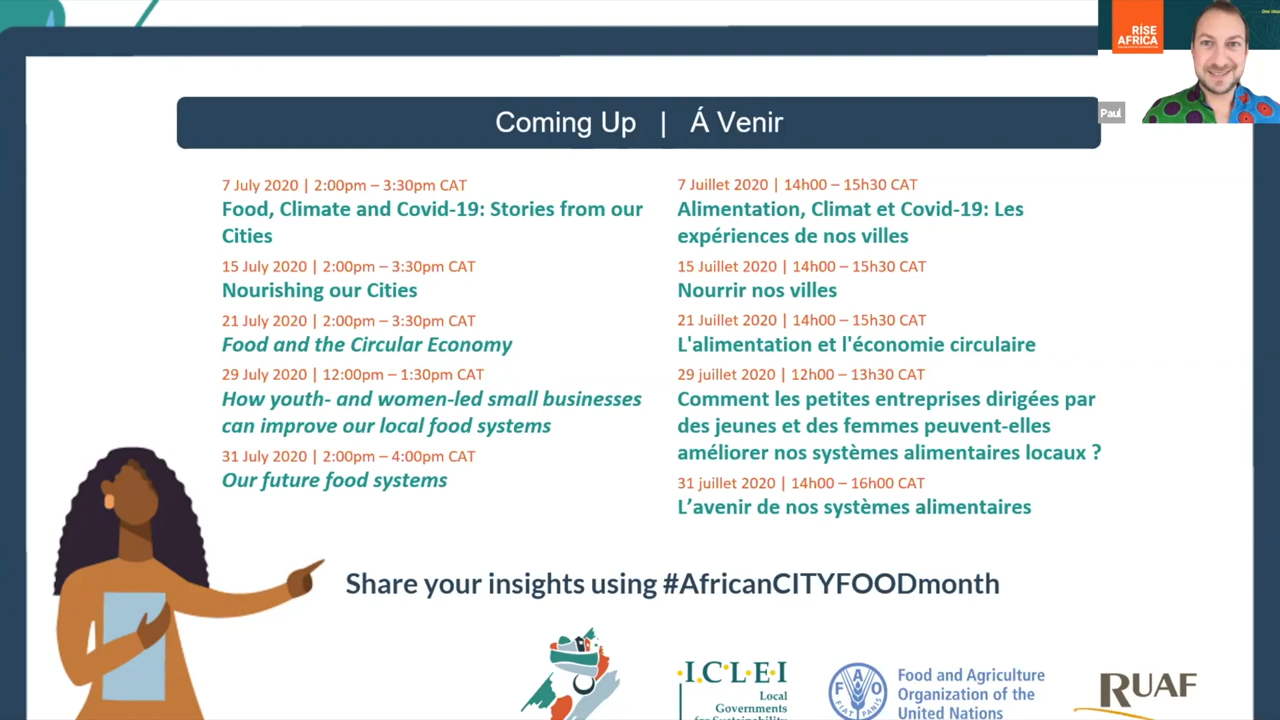 RISE
AFRICA
Paul
Coming Up | Á Venir
7 July 2020 | 2:00pm – 3:30pm CAT
Food, Climate and Covid-19: Stories from our
Cities
15 July 2020 | 2:00pm – 3:30pm CAT
Nourishing our Cities
21 July 2020 | 2:00pm – 3:30pm CAT
Food and the Circular Economy
29 July 2020 | 12:00pm – 1:30pm CAT
How youth- and women-led small businesses
can improve our local food systems
31 July 2020 | 2:00pm – 4:00pm CAT
Our future food systems
7 Juillet 2020 | 14h00 – 15h30 CAT
Alimentation, Climat et Covid-19: Les
expériences de nos villes
15 Juillet 2020 | 14h00 – 15h30 CAT
Nourrir nos villes
21 Juillet 2020 | 14h00 – 15h30 CAT
L'alimentation et l'économie circulaire
29 juillet 2020 | 12h00 – 13h30 CAT
Comment les petites entreprises dirigées par
des jeunes et des femmes peuvent-elles
améliorer nos systèmes alimentaires locaux ?
31 juillet 2020 | 14h00 – 16h00 CAT
L’avenir de nos systèmes alimentaires
Share your insights using #AfricanCITYFOODmonth
I.C.L.E.I
Local
Governments
for Sustainability
FAO
FIAT PANIS
Food and Agriculture
Organization of the
United Nations
RUAF